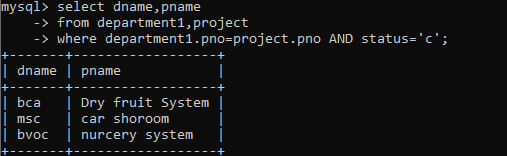 mysql> select dname,pname
    -> from department1,project
    -> where department1.pno=project.pno AND status='c';
+-------+------------------+
| dname | pname            |
+-------+------------------+
| bca   | Dry fruit System |
| msc   | car shoroom      |
| bvoc  | nurcery system   |
+-------+------------------+